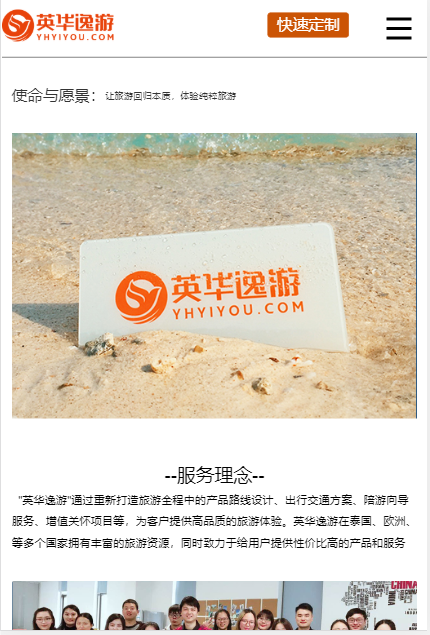 英华逸游
YHYIYOU.COM
快速定制
使命与愿景： 让旅游回归本质，体验纯粹旅游
英华逸游
YHYIYOU.COM
--服务理念--
"英华逸游"通过重新打造旅游全程中的产品路线设计、出行交通方案、陪游导向
服务、增值关怀项目等，为客户提供高品质的旅游体验。英华逸游在泰国、欧洲、
等多个国家拥有丰富的旅游资源，同时致力于给用户提供性价比高的产品和服务
CHINA